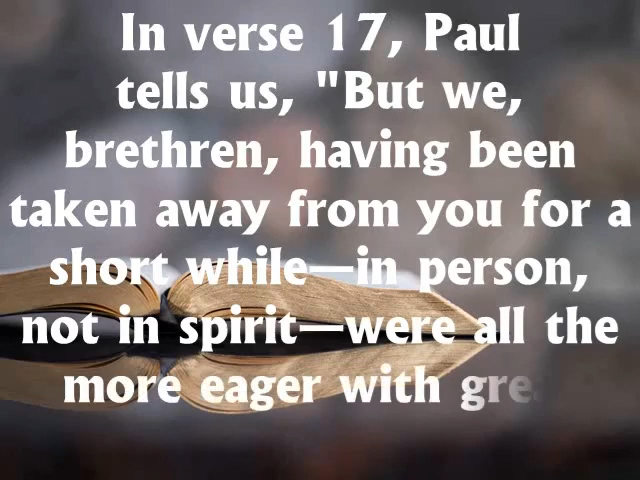 In verse 17, Paul
tells us, "But we,
brethren, having been
taken away from you for a
short while—in person,
not in spirit—were all the
more eager with